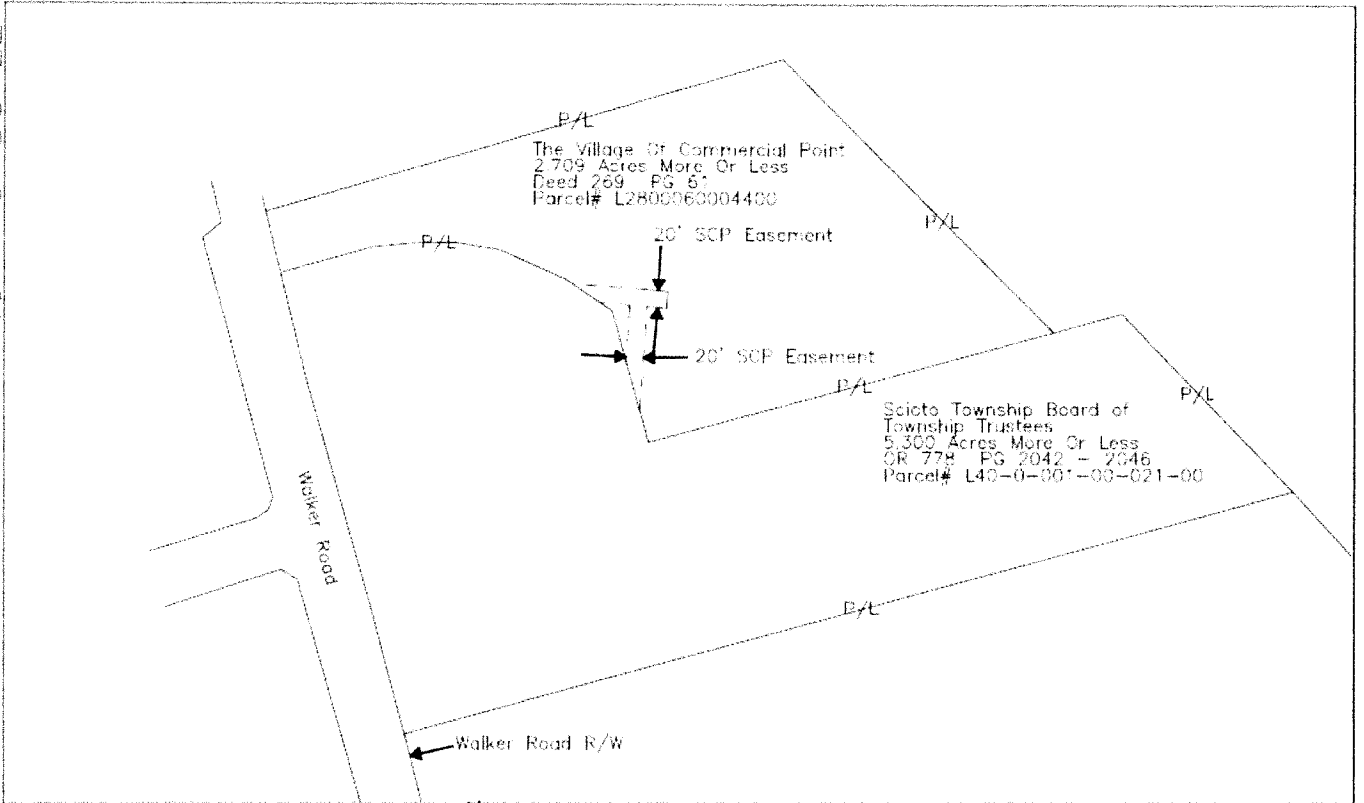 P/L
The Village Of Commercial Point
2.709 Acres More Or Less
Deed 269 PG 61
Parcel# L2800060004400
P/L
P/L
20' SCP Easement
20' SCP Easement
P/L
P/L
Scioto Township Board of
Township Trustees
5.300 Acres More Or Less
OR 778 PG 2042 - 2046
Parcel# L40-0-001-00-021-00
Walker Road
P/L
Walker Road R/W